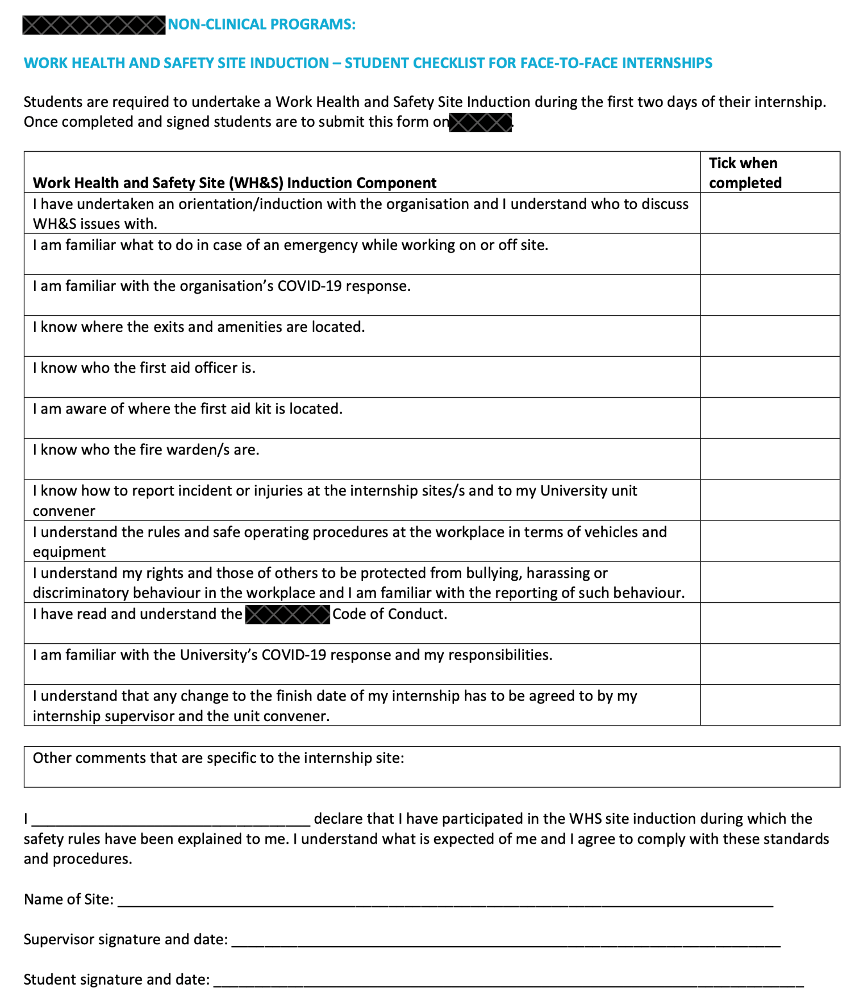 NON-CLINICAL PROGRAMS:
WORK HEALTH AND SAFETY SITE INDUCTION – STUDENT CHECKLIST FOR FACE-TO-FACE INTERNSHIPS
Students are required to undertake a Work Health and Safety Site Induction during the first two days of their internship.
Once completed and signed students are to submit this form on .
Work Health and Safety Site (WH&S) Induction Component
Tick when
completed
I have undertaken an orientation/induction with the organisation and I understand who to discuss
WH&S issues with.
I am familiar what to do in case of an emergency while working on or off site.
I am familiar with the organisation’s COVID-19 response.
I know where the exits and amenities are located.
I know who the first aid officer is.
I am aware of where the first aid kit is located.
I know who the fire warden/s are.
I know how to report incident or injuries at the internship sites/s and to my University unit
convener
I understand the rules and safe operating procedures at the workplace in terms of vehicles and
equipment
I understand my rights and those of others to be protected from bullying, harassing or
discriminatory behaviour in the workplace and I am familiar with the reporting of such behaviour.
I have read and understand the Code of Conduct.
I am familiar with the University’s COVID-19 response and my responsibilities.
I understand that any change to the finish date of my internship has to be agreed to by my
internship supervisor and the unit convener.
Other comments that are specific to the internship site:
I __________________________________ declare that I have participated in the WHS site induction during which the
safety rules have been explained to me. I understand what is expected of me and I agree to comply with these standards
and procedures.
Name of Site: ________________________________________________________________________________
Supervisor signature and date: ___________________________________________________________________
Student signature and date: ________________________________________________________________________